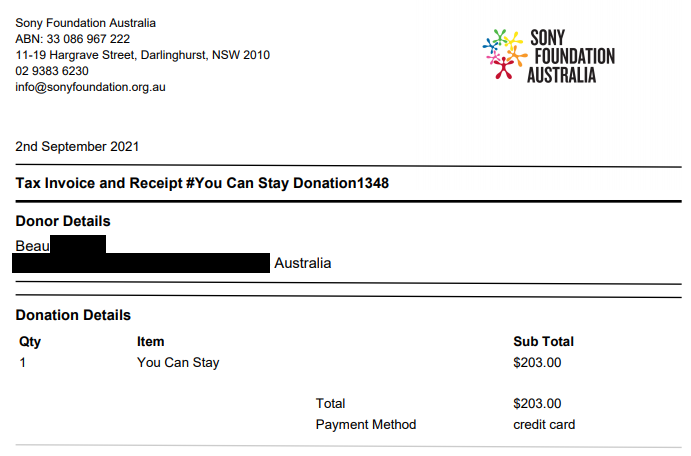 Sony Foundation Australia
ABN: 33 086 967 222
11-19 Hargrave Street, Darlinghurst, NSW 2010
02 9383 6230
info@sonyfoundation.org.au
SONY
FOUNDATION
AUSTRALIA
2nd September 2021
Tax Invoice and Receipt #You Can Stay Donation1348
Donor Details
Beau
Australia
Donation Details
Qty Item Sub Total
1 You Can Stay $203.00
Total $203.00
Payment Method credit card